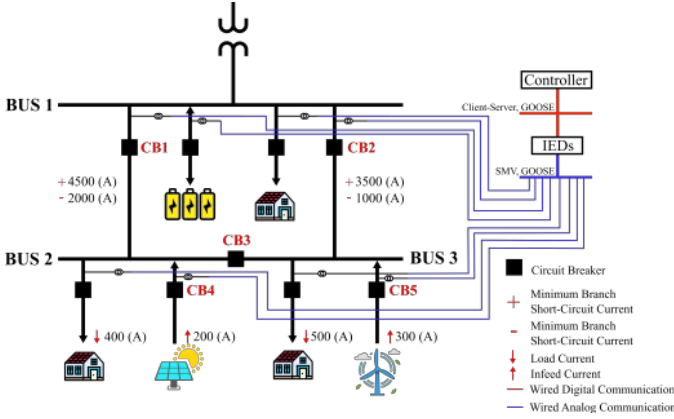 BUS 1
Controller
Client-Server, GOOSE
IEDs
SMV, GOOSE
CB1
CB2
+ 4500 (A)
- 2000 (A)
+ 3500 (A)
- 1000 (A)
CB3
BUS 2
BUS 3
CB4
CB5
↓ 400 (A)
↑ 200 (A)
↓ 500 (A)
↑ 300 (A)
Circuit Breaker
+ Minimum Branch
Short-Circuit Current
- Minimum Branch
Short-Circuit Current
↓ Load Current
↑ Infeed Current
Wired Digital Communication
Wired Analog Communication